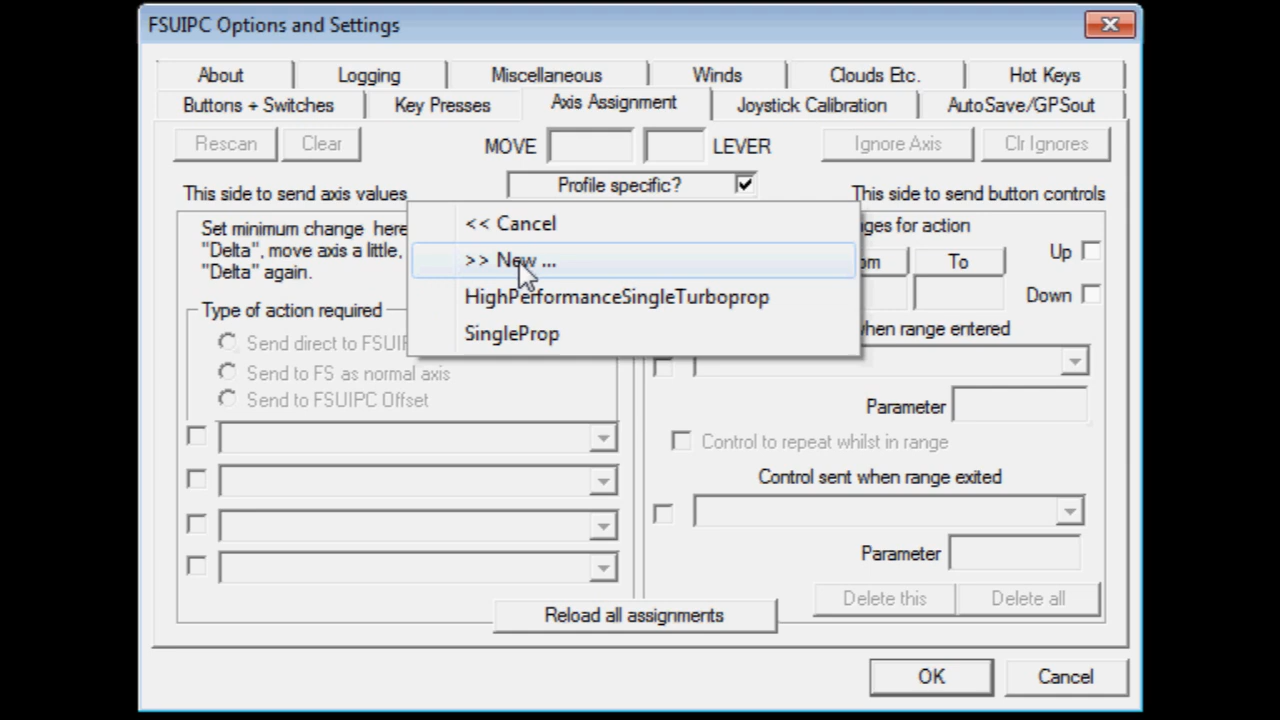 FSUIPC Options and Settings
About
Logging
Miscellaneous
Winds
Clouds Etc.
Hot Keys
Buttons + Switches
Key Presses
Axis Assignment
Joystick Calibration
AutoSave/GPSout
Rescan
Clear
MOVE
LEVER
Ignore Axis
Clr Ignores
Profile specific?
This side to send axis values
This side to send button controls
Set minimum change here
"Delta", move axis a little,
"Delta" again.
<< Cancel
>> New ...
HighPerformanceSingleTurboprop
SingleProp
for action
To
Up
Down
Type of action required
Send direct to
Send to FS as normal axis
Send to FSUIPC Offset
when range entered
Parameter
Control to repeat whilst in range
Control sent when range exited
Parameter
Delete this
Delete all
Reload all assignments
OK
Cancel